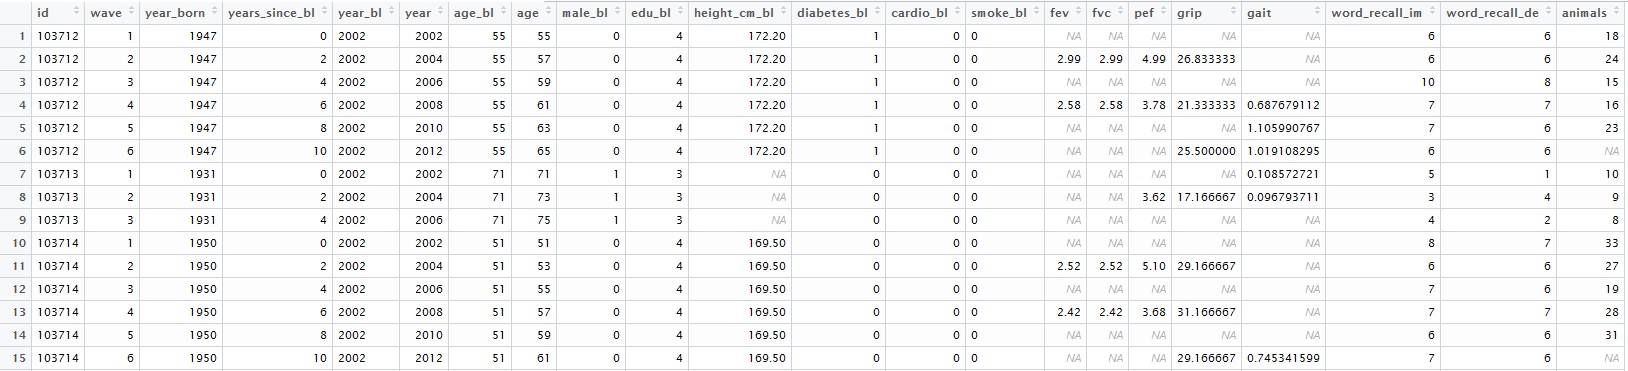 id wave year_born years_since_bl year_bl year age_bl age male_bl edu_bl height_cm_bl diabetes_bl cardio_bl smoke_bl fev fvc pef grip gait word_recall_im word_recall_de animals
1 103712 1 1947 0 2002 2002 55 55 0 4 172.20 1 0 0 NA NA NA NA NA 6 6 18
2 103712 2 1947 2 2002 2004 55 57 0 4 172.20 1 0 0 2.99 2.99 4.99 26.833333 NA 6 6 24
3 103712 3 1947 4 2002 2006 55 59 0 4 172.20 1 0 0 NA NA NA NA NA 10 8 15
4 103712 4 1947 6 2002 2008 55 61 0 4 172.20 1 0 0 2.58 2.58 3.78 21.333333 0.687679112 7 7 16
5 103712 5 1947 8 2002 2010 55 63 0 4 172.20 1 0 0 NA NA NA NA 1.105990767 7 6 23
6 103712 6 1947 10 2002 2012 55 65 0 4 172.20 1 0 0 NA NA NA 25.500000 1.019108295 6 6 NA
7 103713 1 1931 0 2002 2002 71 71 1 3 NA 0 0 0 NA NA NA NA 0.108572721 5 1 10
8 103713 2 1931 2 2002 2004 71 73 1 3 NA 0 0 0 NA NA 3.62 17.166667 0.096793711 3 4 9
9 103713 3 1931 4 2002 2006 71 75 1 3 NA 0 0 0 NA NA NA NA NA 4 2 8
10 103714 1 1950 0 2002 2002 51 51 0 4 169.50 0 0 0 NA NA NA NA NA 8 7 33
11 103714 2 1950 2 2002 2004 51 53 0 4 169.50 0 0 0 2.52 2.52 5.10 29.166667 NA 6 6 27
12 103714 3 1950 4 2002 2006 51 55 0 4 169.50 0 0 0 NA NA NA NA NA 7 6 19
13 103714 4 1950 6 2002 2008 51 57 0 4 169.50 0 0 0 2.42 2.42 3.68 31.166667 NA 7 7 28
14 103714 5 1950 8 2002 2010 51 59 0 4 169.50 0 0 0 NA NA NA NA NA 6 6 31
15 103714 6 1950 10 2002 2012 51 61 0 4 169.50 0 0 0 NA NA NA 29.166667 0.745341599 7 6 NA